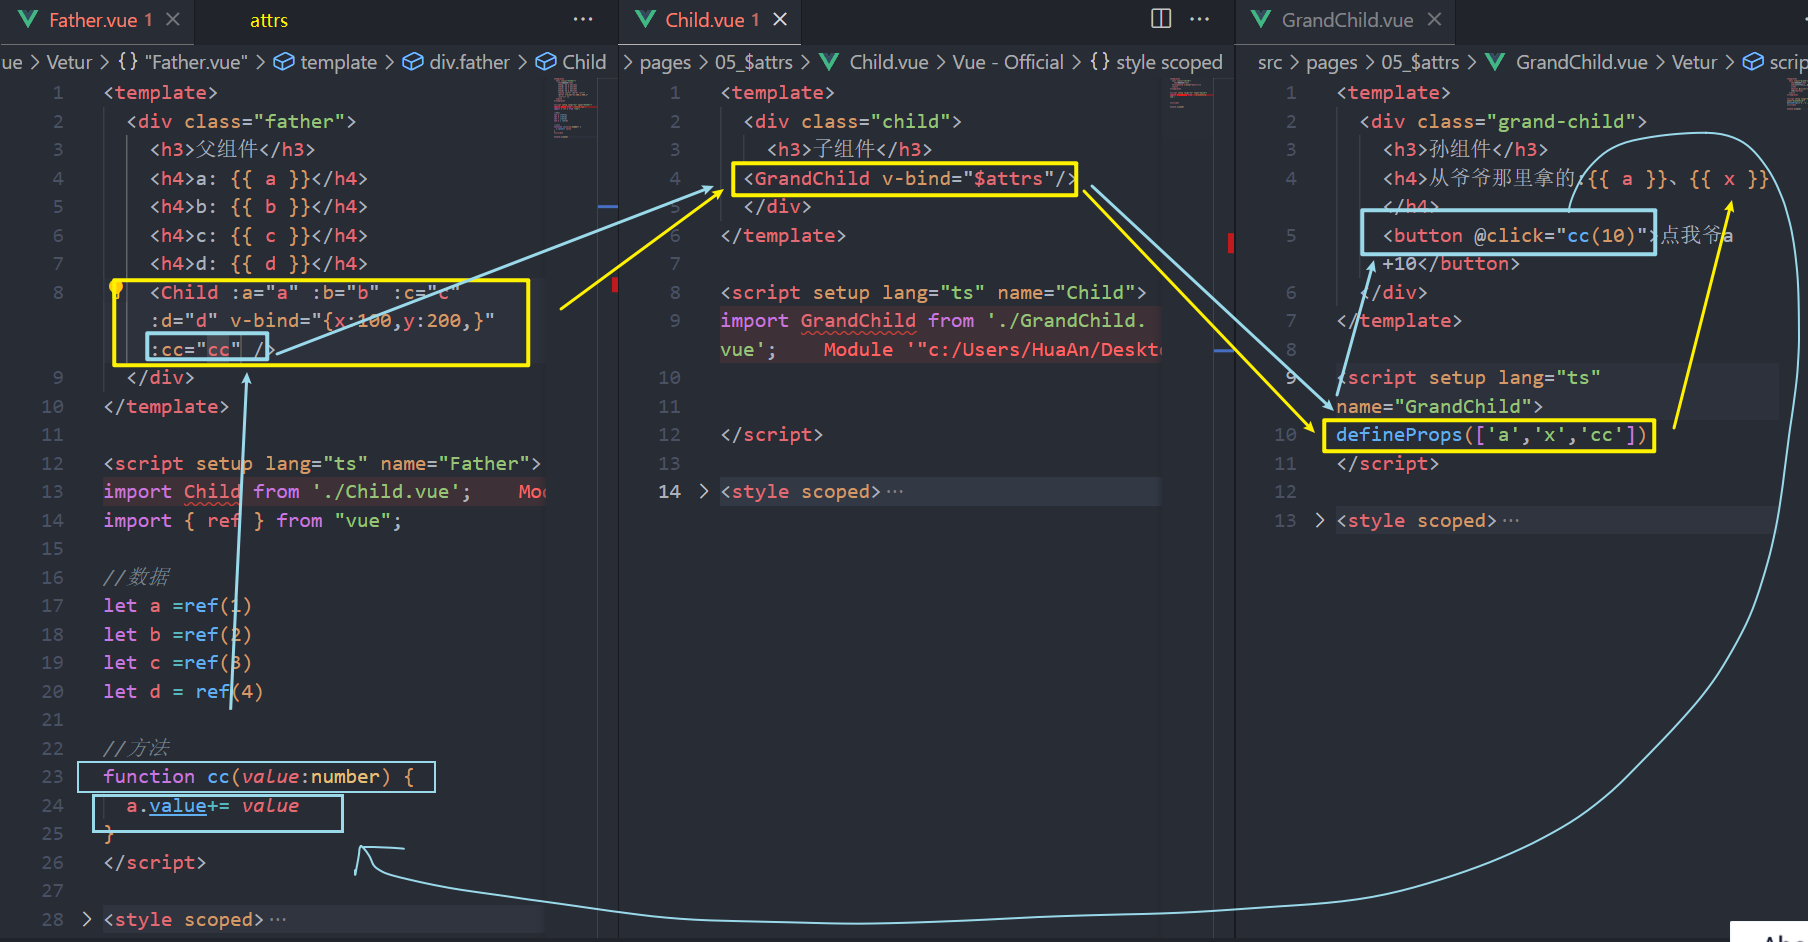 Father.vue 1
attrs
ue > Vetur > {} "Father.vue" > template > div.father > Child
1 <template>
2 <div class="father">
3 <h3>父组件</h3>
4 <h4>a: {{ a }}</h4>
5 <h4>b: {{ b }}</h4>
6 <h4>c: {{ c }}</h4>
7 <h4>d: {{ d }}</h4>
8 <Child :a="a" :b="b" :c="c"
:d="d" v-bind="{x:100,y:200,}"
:cc="cc" />
9 </div>
10 </template>
11
12 <script setup lang="ts" name="Father">
13 import Child from './Child.vue';
14 import { ref } from "vue";
15
16 //数据
17 let a =ref(1)
18 let b =ref(2)
19 let c =ref(3)
20 let d = ref(4)
21
22 //方法
23 function cc(value:number) {
24 a.value+= value
25 }
26 </script>
27
28 > <style scoped>···
Child.vue 1
> pages > 05_$attrs > Child.vue > Vue - Official > {} style scoped
1 <template>
2 <div class="child">
3 <h3>子组件</h3>
4 <GrandChild v-bind="$attrs"/>
5 </div>
6 </template>
7
8 <script setup lang="ts" name="Child">
9 import GrandChild from './GrandChild.
vue'; Module '"c:/Users/HuaAn/Deskt
10
11
12 </script>
13
14 > <style scoped>···
GrandChild.vue
src > pages > 05_$attrs > GrandChild.vue > Vetur > scrip
1 <template>
2 <div class="grand-child">
3 <h3>孙组件</h3>
4 <h4>从爷爷那里拿的:{{ a }}、{{ x }}
</h4>
5 <button @click="cc(10)">点我爷a
+10</button>
6 </div>
7 </template>
8
9 <script setup lang="ts"
name="GrandChild">
10 defineProps(['a','x','cc'])
11 </script>
12
13 > <style scoped>···